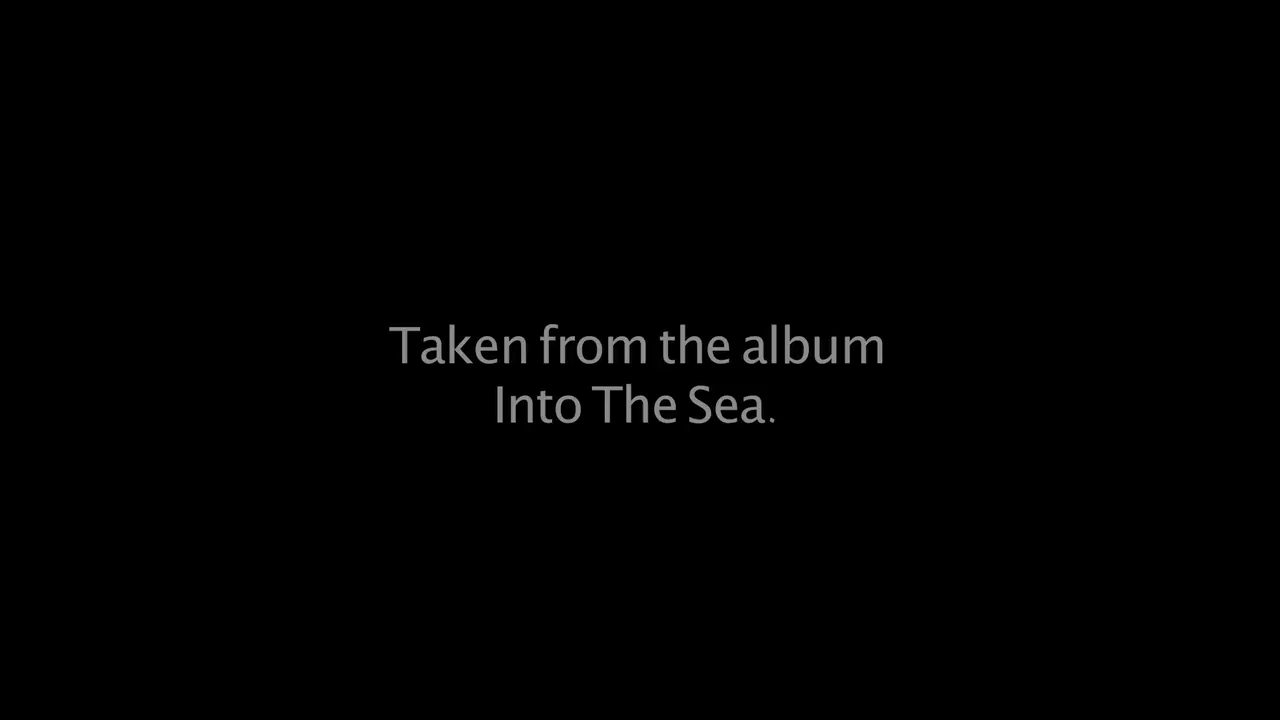 Taken from the album
Into The Sea.